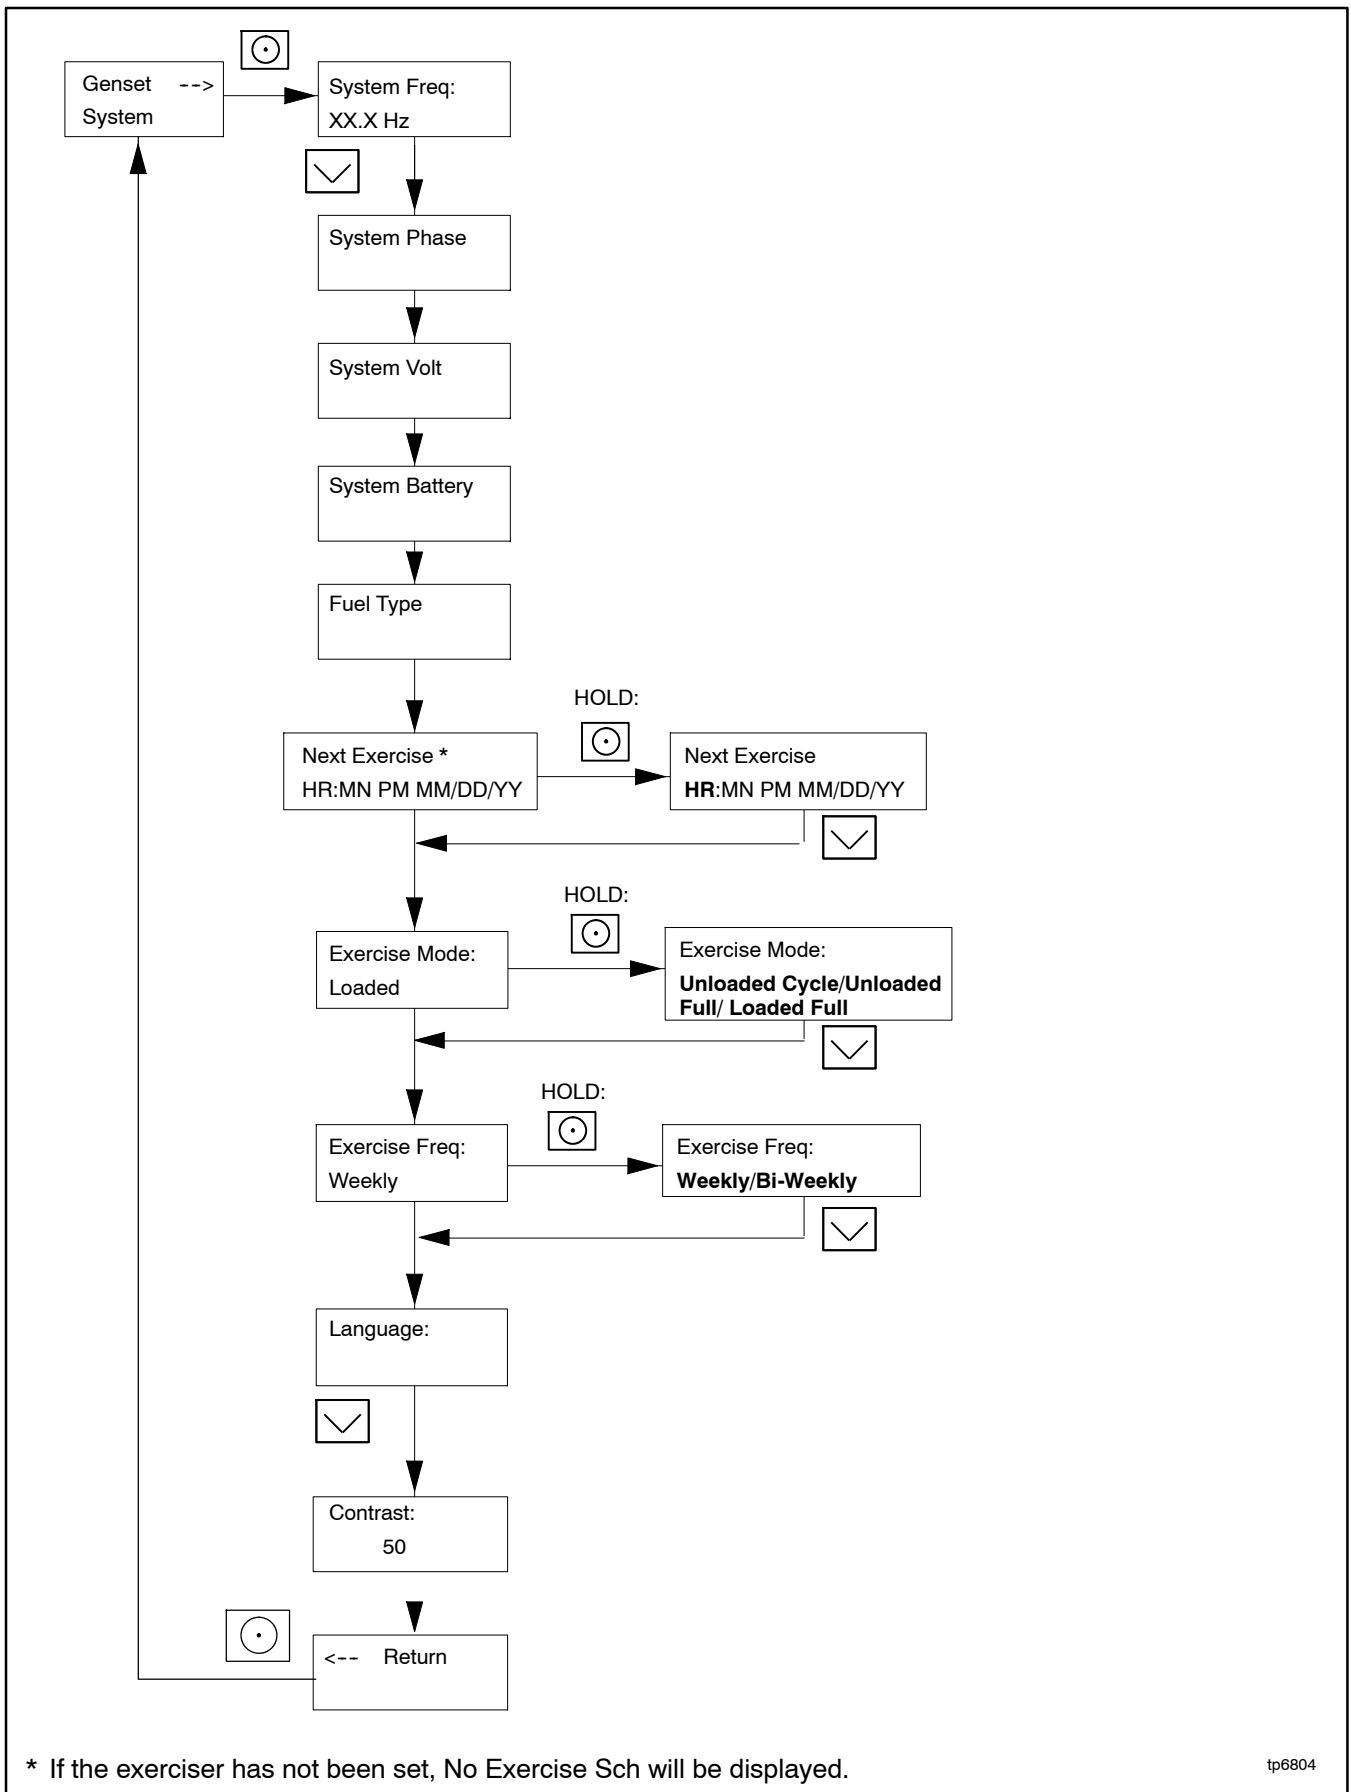 Genset -->
System
System Freq:
XX.X Hz
System Phase
System Volt
System Battery
Fuel Type
HOLD:
Next Exercise *
HR:MN PM MM/DD/YY
Next Exercise
HR:MN PM MM/DD/YY
HOLD:
Exercise Mode:
Loaded
Exercise Mode:
Unloaded Cycle/Unloaded
Full/ Loaded Full
HOLD:
Exercise Freq:
Weekly
Exercise Freq:
Weekly/Bi-Weekly
Language:
Contrast:
50
<-- Return
* If the exerciser has not been set, No Exercise Sch will be displayed.
tp6804